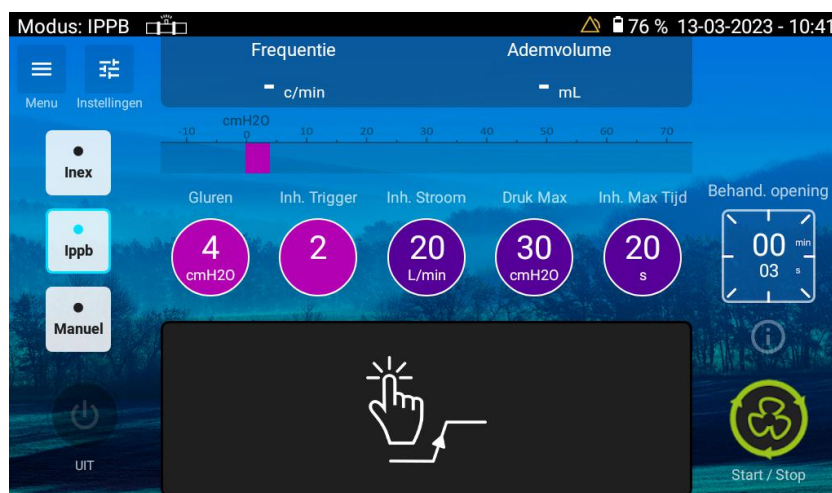 Modus: IPPB
76 % 13-03-2023 - 10:41
Frequentie
Ademvolume
- c/min
- mL
Menu
Instellingen
cmH2O
-10 0 10 20 30 40 50 60 70
Inex
Ippb
Manuel
Gluren
Inh. Trigger
Inh. Stroom
Druk Max
Inh. Max Tijd
4
cmH2O
2
20
L/min
30
cmH2O
20
s
Behand. opening
00 min
03 s
UIT
Start / Stop